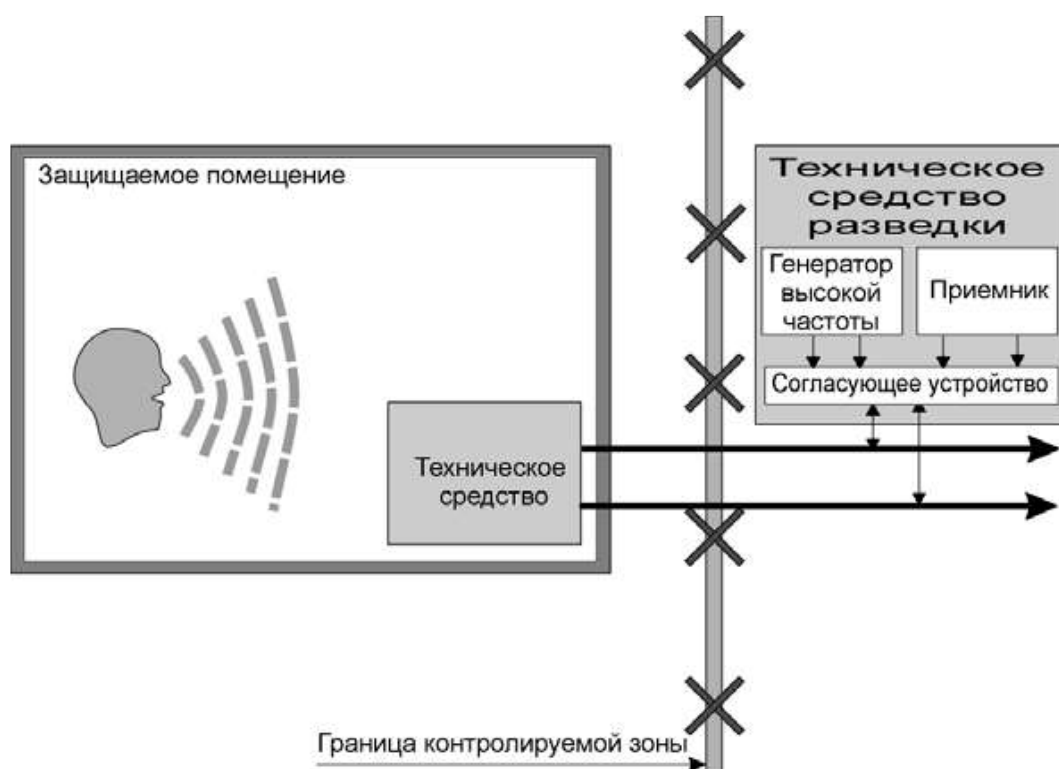 Защищаемое помещение
Техническое
средство
разведки
Генератор
высокой
частоты
Приемник
Согласующее устройство
Техническое
средство
Граница контролируемой зоны